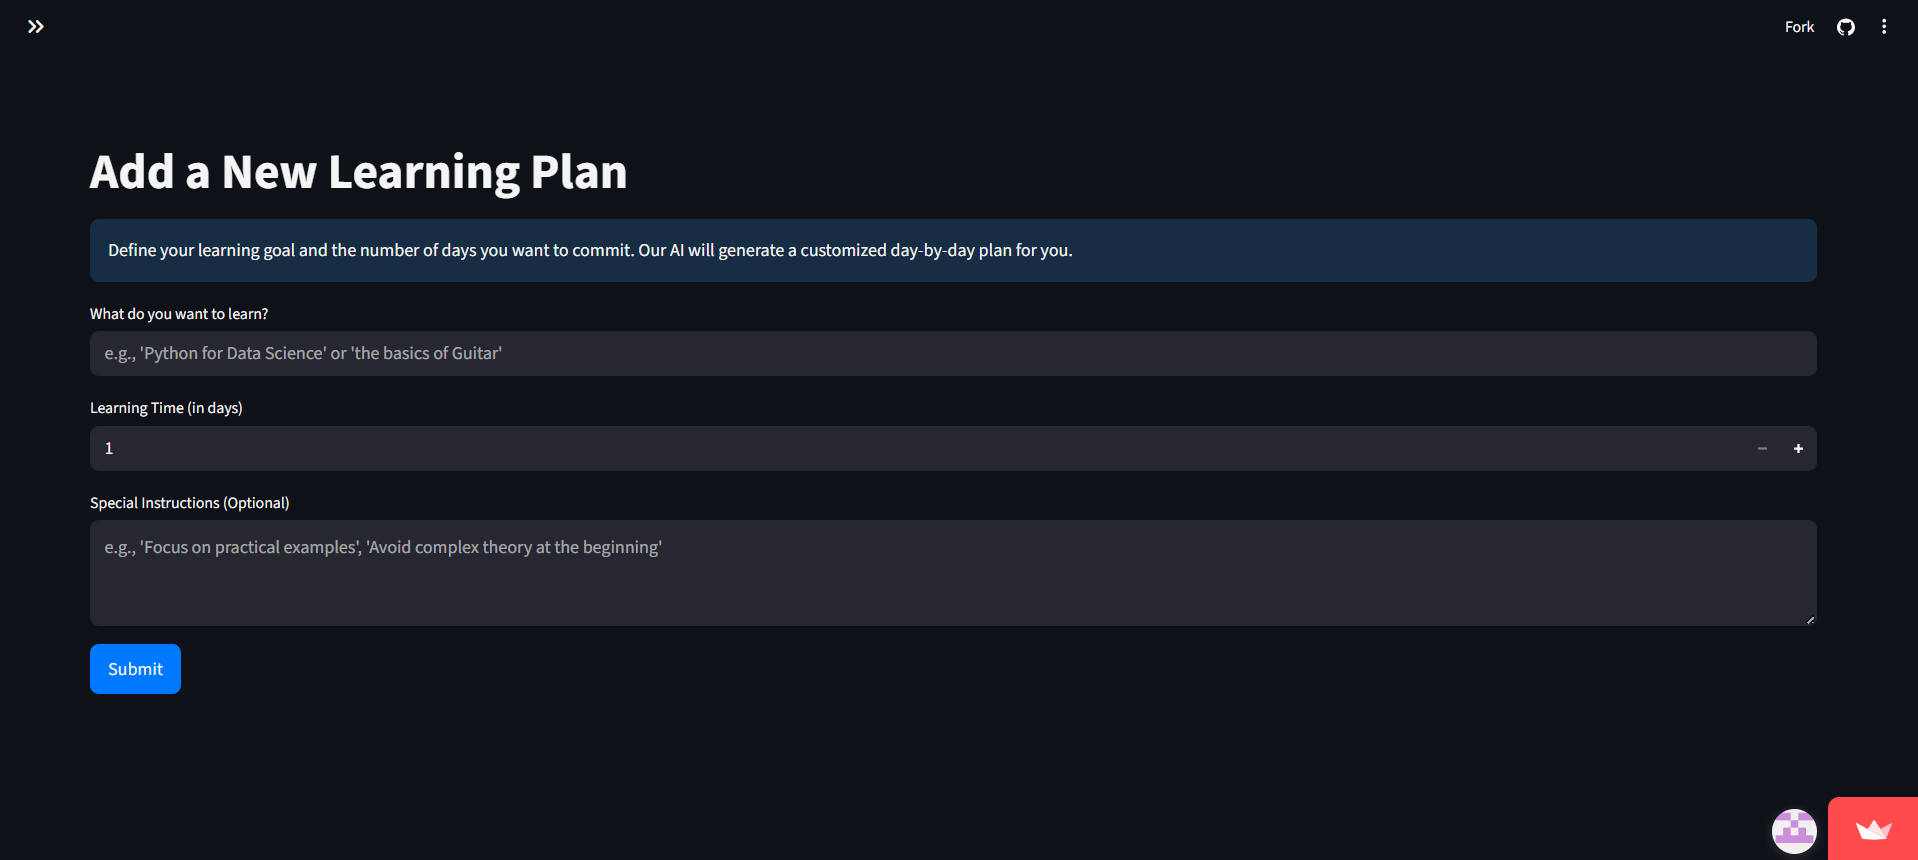 Fork
Add a New Learning Plan
Define your learning goal and the number of days you want to commit. Our AI will generate a customized day-by-day plan for you.
What do you want to learn?
e.g., 'Python for Data Science' or 'the basics of Guitar'
Learning Time (in days)
1
Special Instructions (Optional)
e.g., 'Focus on practical examples', 'Avoid complex theory at the beginning'
Submit